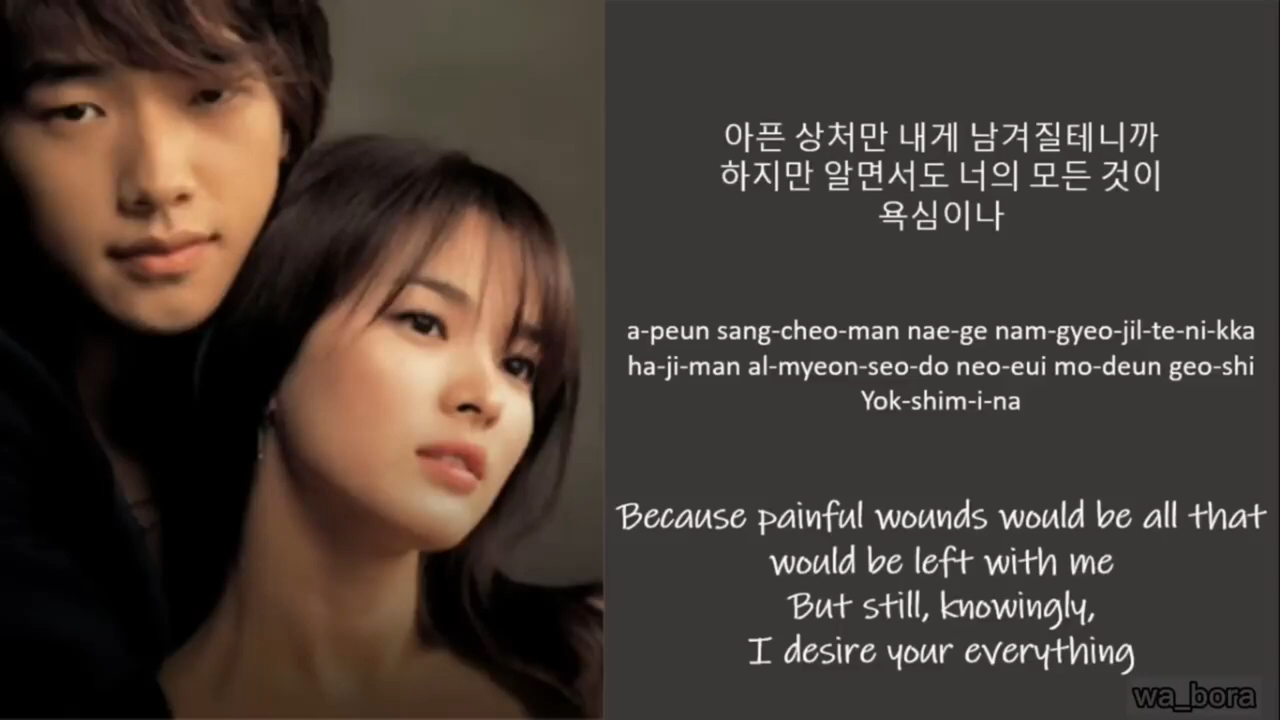 아픈 상처만 내게 남겨질테니까
하지만 알면서도 너의 모든 것이
욕심이나
a-peun sang-cheo-man nae-ge nam-gyeo-jil-te-ni-kka
ha-ji-man al-myeon-seo-do neo-eui mo-deun geo-shi
Yok-shim-i-na
Because painful wounds would be all that
would be left with me
But still, knowingly,
I desire your everything
wa_bora